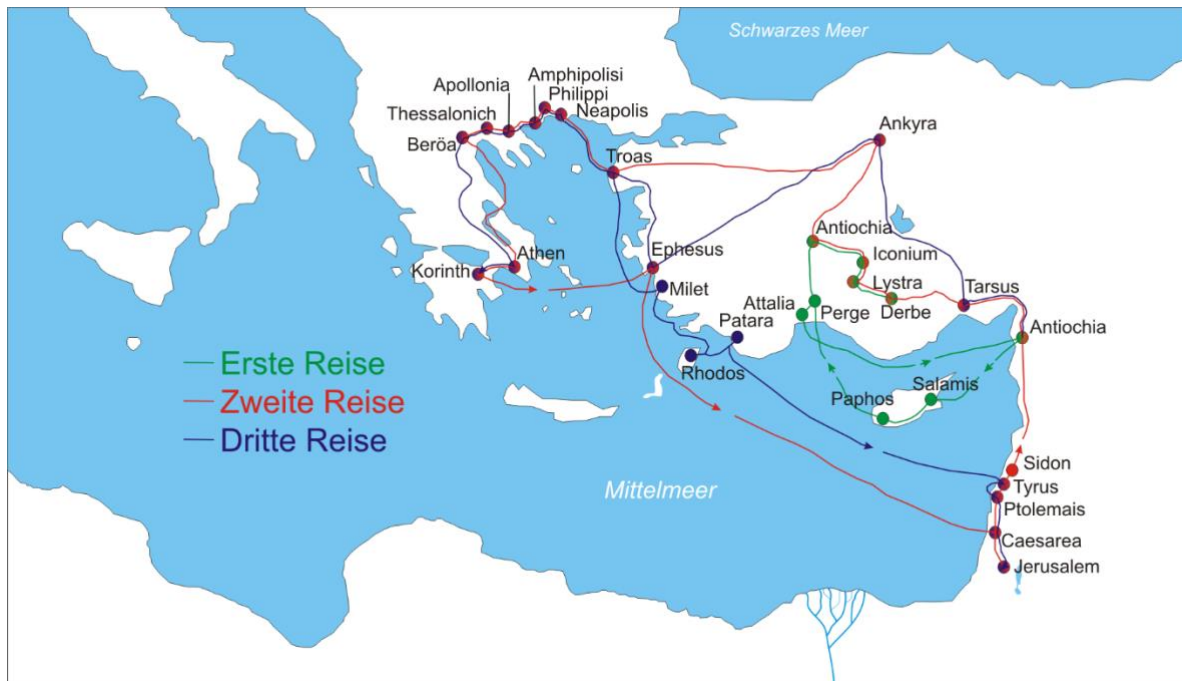 Schwarzes Meer
Amphipolisi
Apollonia
Philippi
Thessalonich
Neapolis
Beröa
Ankyra
Troas
Antiochia
Iconium
Athen
Ephesus
Korinth
Lystra
Milet
Tarsus
Attalia
Perge
Derbe
Patara
Antiochia
Erste Reise
Rhodos
Salamis
Paphos
Zweite Reise
Dritte Reise
Sidon
Mittelmeer
Tyrus
Ptolemais
Caesarea
Jerusalem